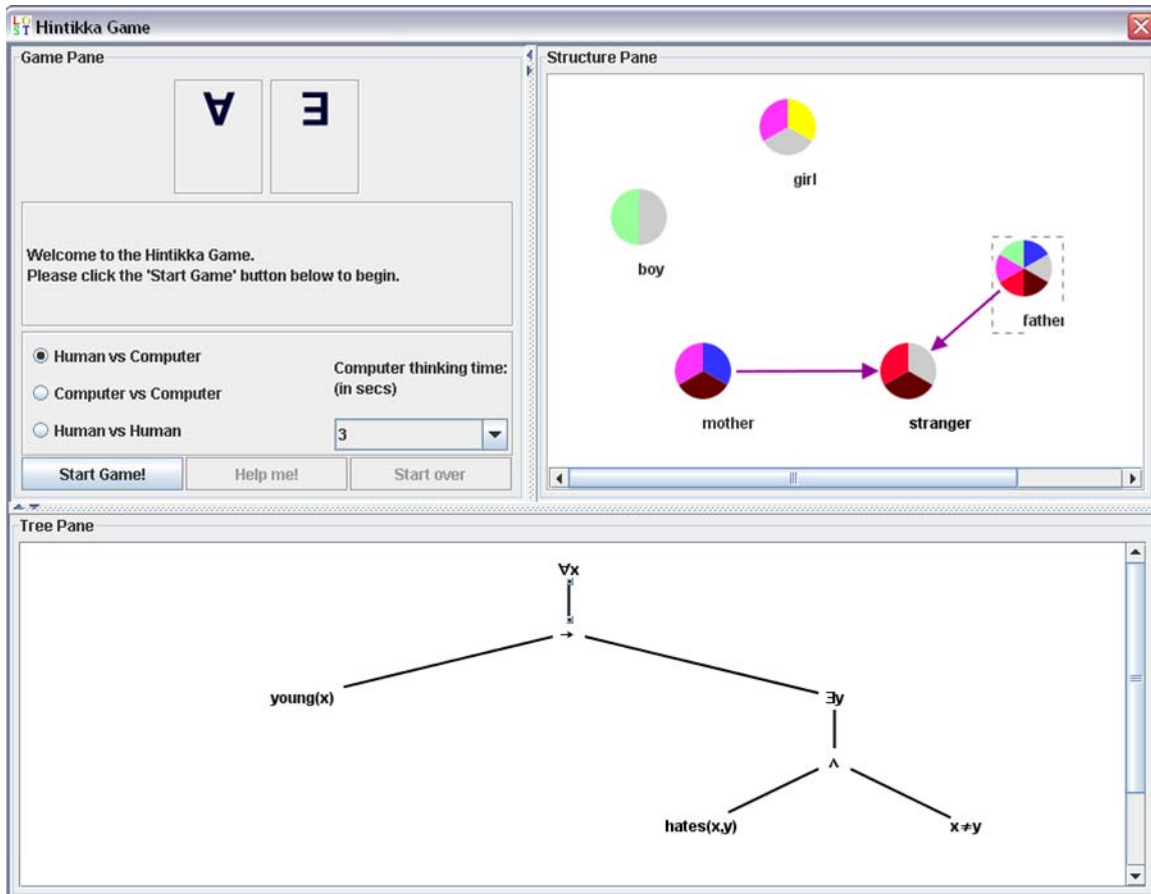 LOST Hintikka Game
Game Pane
∀ ∃
Welcome to the Hintikka Game.
Please click the 'Start Game' button below to begin.
Human vs Computer
Computer vs Computer
Human vs Human
Computer thinking time:
(in secs)
3
Start Game!
Help me!
Start over
Structure Pane
girl
boy
father
mother
stranger
Tree Pane
∀x
→
young(x)
∃y
∧
hates(x,y)
x≠y